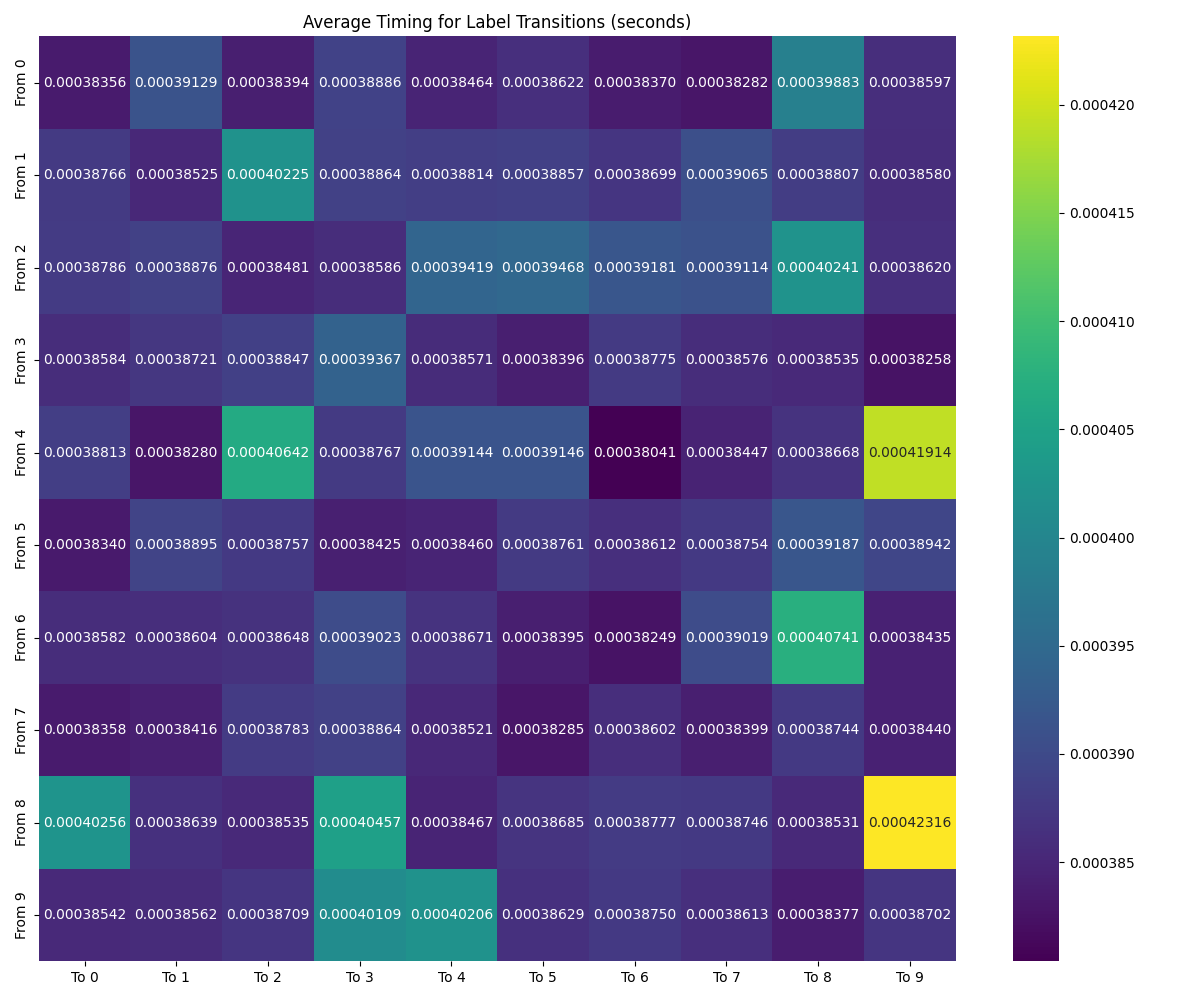 Average Timing for Label Transitions (seconds)
From 0 0.00038356 0.00039129 0.00038394 0.00038886 0.00038464 0.00038622 0.00038370 0.00038282 0.00039883 0.00038597
From 1 0.00038766 0.00038525 0.00040225 0.00038864 0.00038814 0.00038857 0.00038699 0.00039065 0.00038807 0.00038580
From 2 0.00038786 0.00038876 0.00038481 0.00038586 0.00039419 0.00039468 0.00039181 0.00039114 0.00040241 0.00038620
From 3 0.00038584 0.00038721 0.00038847 0.00039367 0.00038571 0.00038396 0.00038775 0.00038576 0.00038535 0.00038258
From 4 0.00038813 0.00038280 0.00040642 0.00038767 0.00039144 0.00039146 0.00038041 0.00038447 0.00038668 0.00041914
From 5 0.00038340 0.00038895 0.00038757 0.00038425 0.00038460 0.00038761 0.00038612 0.00038754 0.00039187 0.00038942
From 6 0.00038582 0.00038604 0.00038648 0.00039023 0.00038671 0.00038395 0.00038249 0.00039019 0.00040741 0.00038435
From 7 0.00038358 0.00038416 0.00038783 0.00038864 0.00038521 0.00038285 0.00038602 0.00038399 0.00038744 0.00038440
From 8 0.00040256 0.00038639 0.00038535 0.00040457 0.00038467 0.00038685 0.00038777 0.00038746 0.00038531 0.00042316
From 9 0.00038542 0.00038562 0.00038709 0.00040109 0.00040206 0.00038629 0.00038750 0.00038613 0.00038377 0.00038702
To 0 To 1 To 2 To 3 To 4 To 5 To 6 To 7 To 8 To 9
0.000420
0.000415
0.000410
0.000405
0.000400
0.000395
0.000390
0.000385